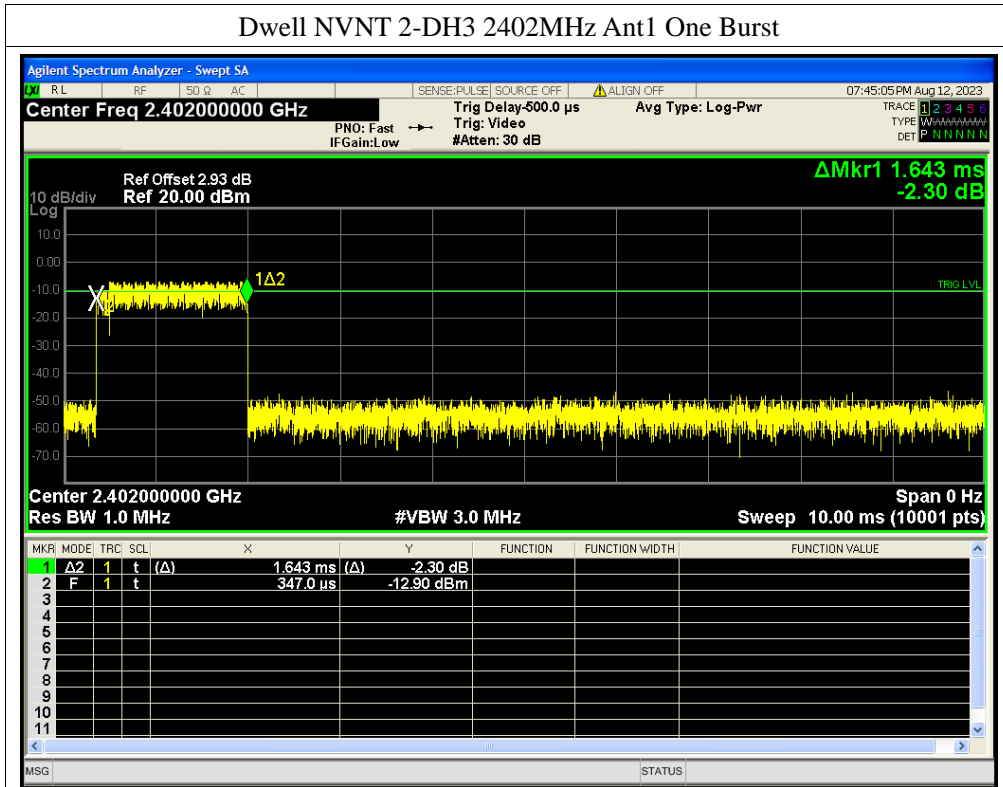 Dwell NVNT 2-DH3 2402MHz Ant1 One Burst
Agilent Spectrum Analyzer - Swept SA
LXI RL RF 50 Ω AC SENSE:PULSE SOURCE OFF ALIGN OFF 07:45:05 PM Aug 12, 2023
Center Freq 2.402000000 GHz Trig Delay-500.0 µs Avg Type: Log-Pwr TRACE 1 2 3 4 5 6
PNO: Fast Trig: Video TYPE W
IFGain:Low #Atten: 30 dB DET P N N N N N
ΔMkr1 1.643 ms
-2.30 dB
Ref Offset 2.93 dB
10 dB/div Ref 20.00 dBm
Log
10.0
0.00
1Δ2
-10.0
TRIG LVL
-20.0
-30.0
-40.0
-50.0
-60.0
-70.0
Center 2.402000000 GHz Span 0 Hz
Res BW 1.0 MHz #VBW 3.0 MHz Sweep 10.00 ms (10001 pts)
MKR MODE TRC SCL X Y FUNCTION FUNCTION WIDTH FUNCTION VALUE
1 Δ2 1 t (Δ) 1.643 ms (Δ) -2.30 dB
2 F 1 t 347.0 µs -12.90 dBm
3
4
5
6
7
8
9
10
11
MSG STATUS